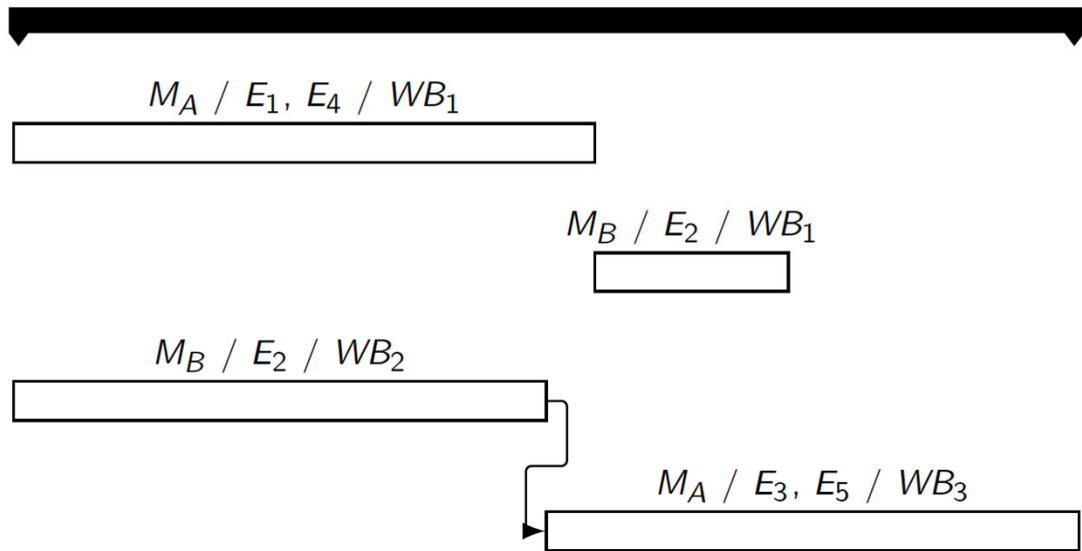 M_A / E_1, E_4 / WB_1
M_B / E_2 / WB_1
M_B / E_2 / WB_2
M_A / E_3, E_5 / WB_3